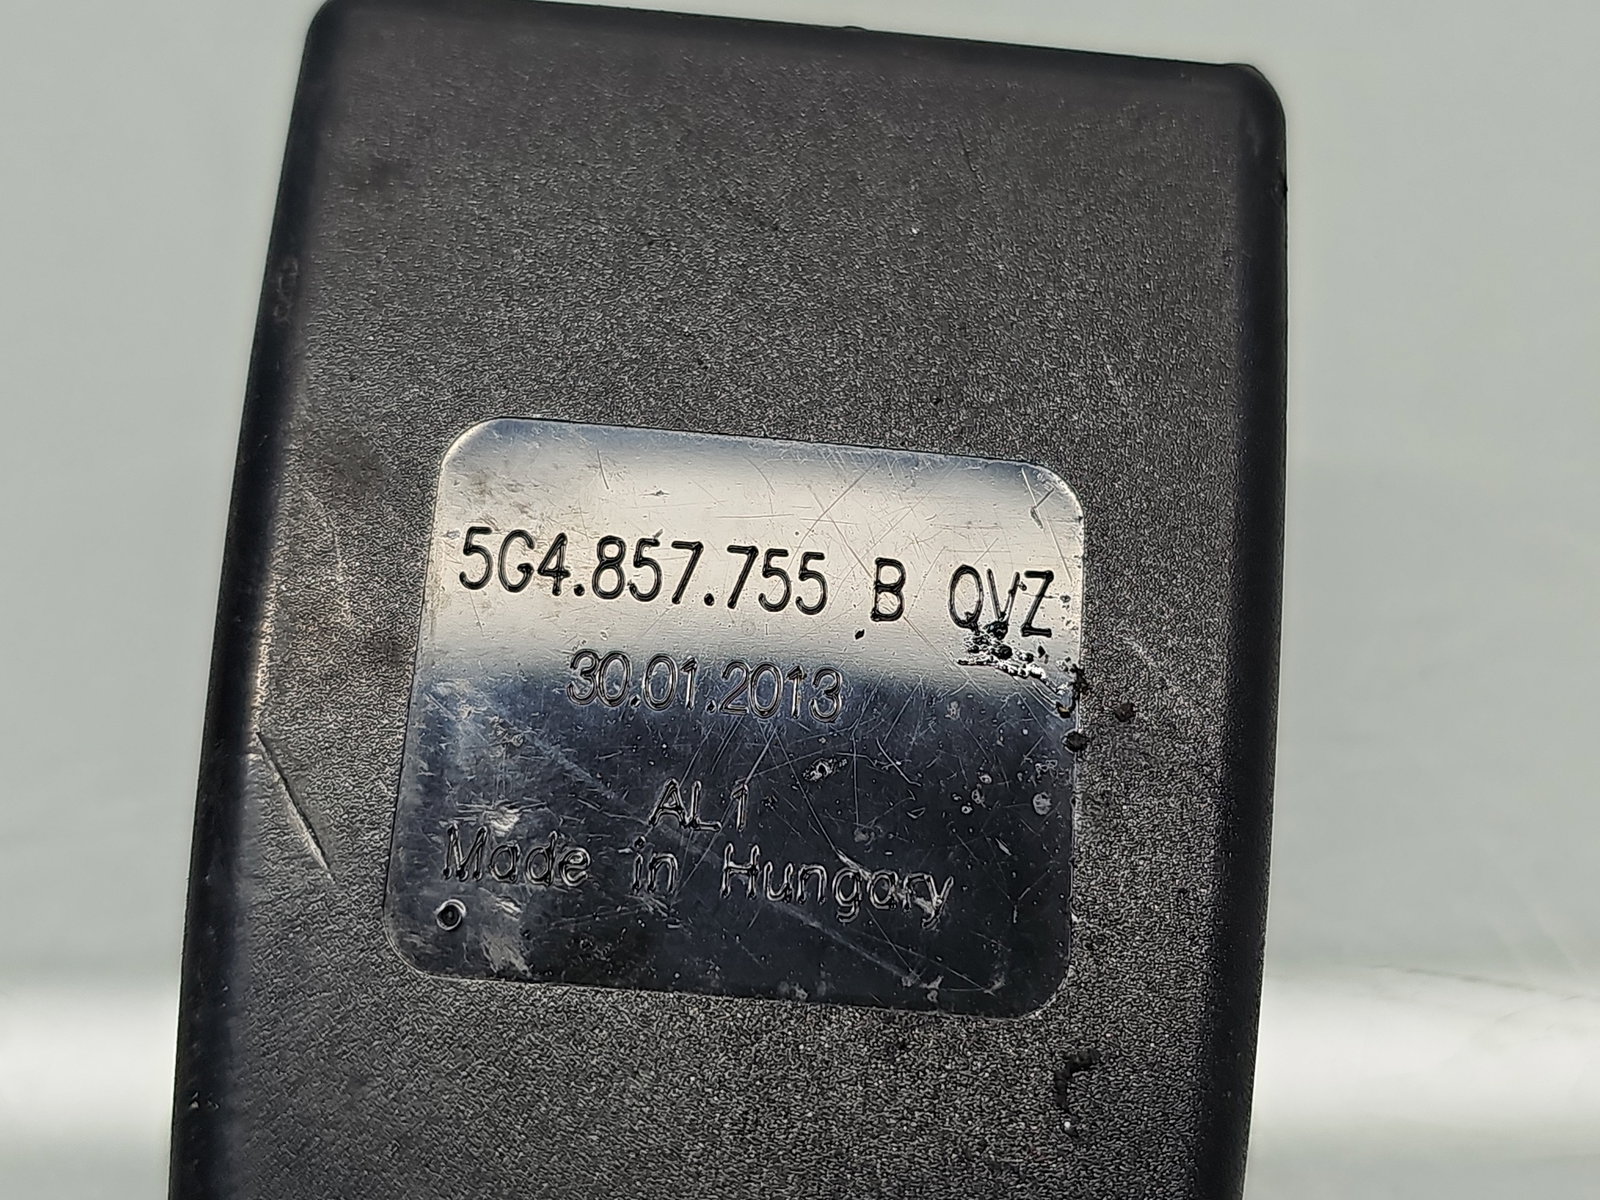 5G4.857.755 B QVZ
30.01.2013
AL1
Made in Hungary